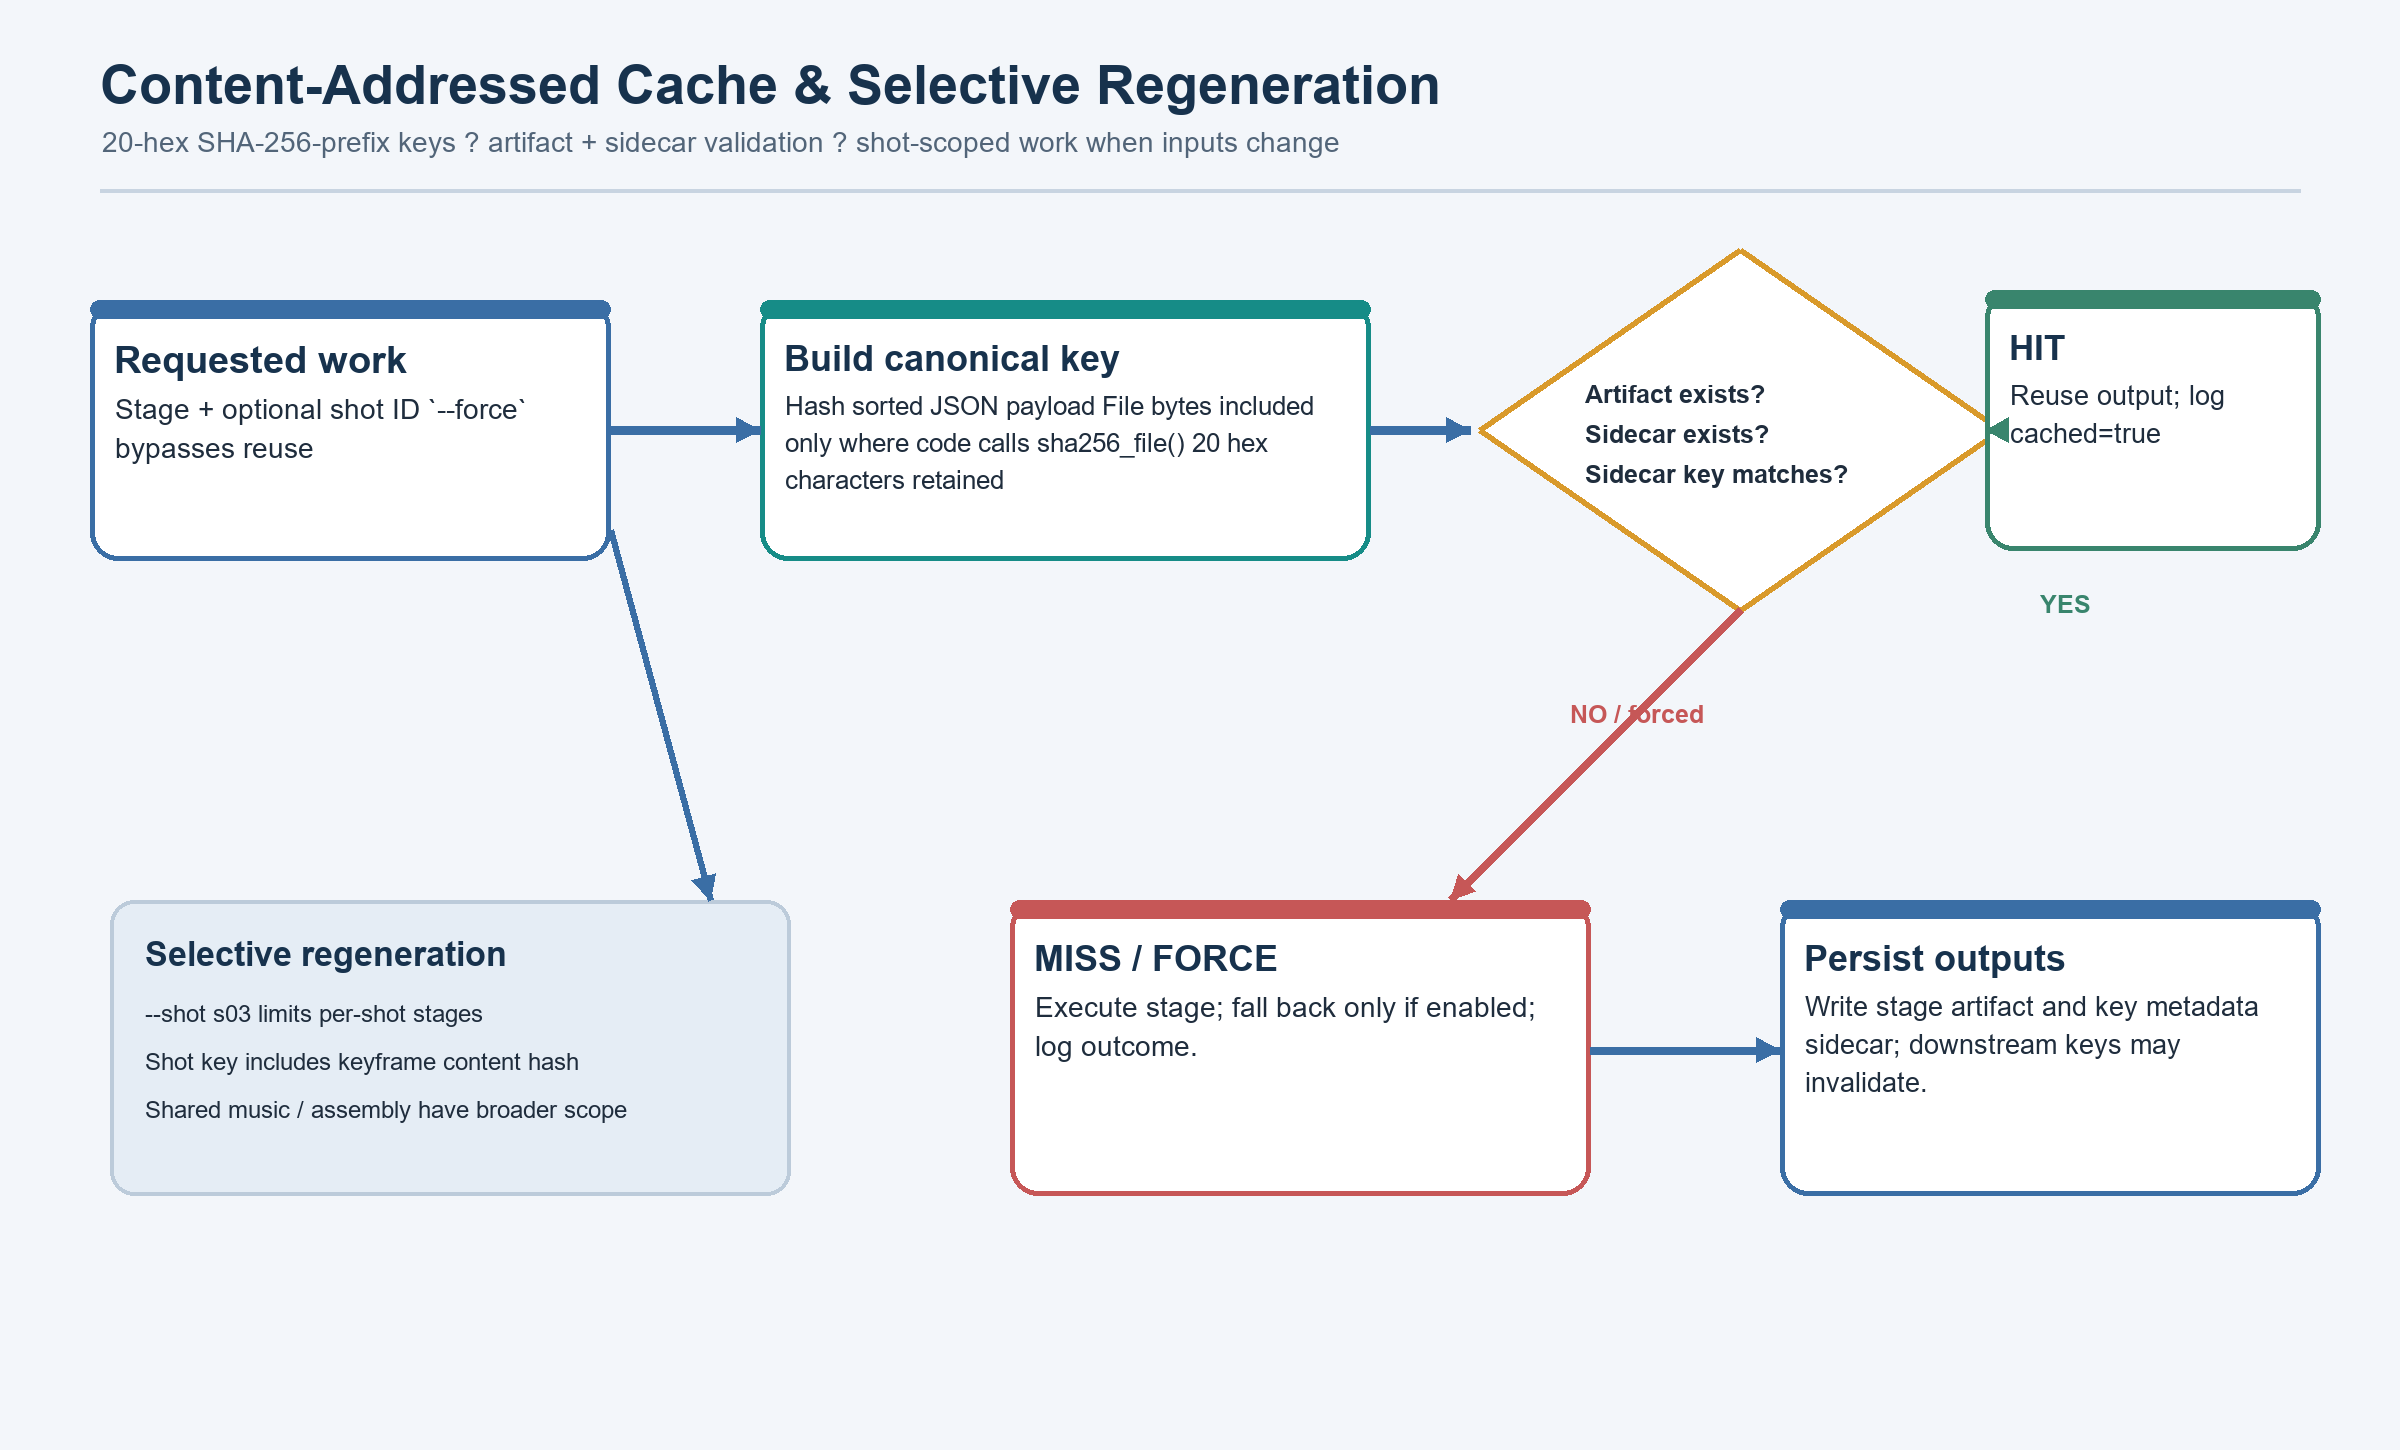 Content-Addressed Cache & Selective Regeneration
20-hex SHA-256-prefix keys ? artifact + sidecar validation ? shot-scoped work when inputs change
Requested work
Stage + optional shot ID `--force`
bypasses reuse
Build canonical key
Hash sorted JSON payload File bytes included
only where code calls sha256_file() 20 hex
characters retained
Artifact exists?
Sidecar exists?
Sidecar key matches?
HIT
Reuse output; log
cached=true
YES
NO / forced
Selective regeneration
--shot s03 limits per-shot stages
Shot key includes keyframe content hash
Shared music / assembly have broader scope
MISS / FORCE
Execute stage; fall back only if enabled;
log outcome.
Persist outputs
Write stage artifact and key metadata
sidecar; downstream keys may
invalidate.